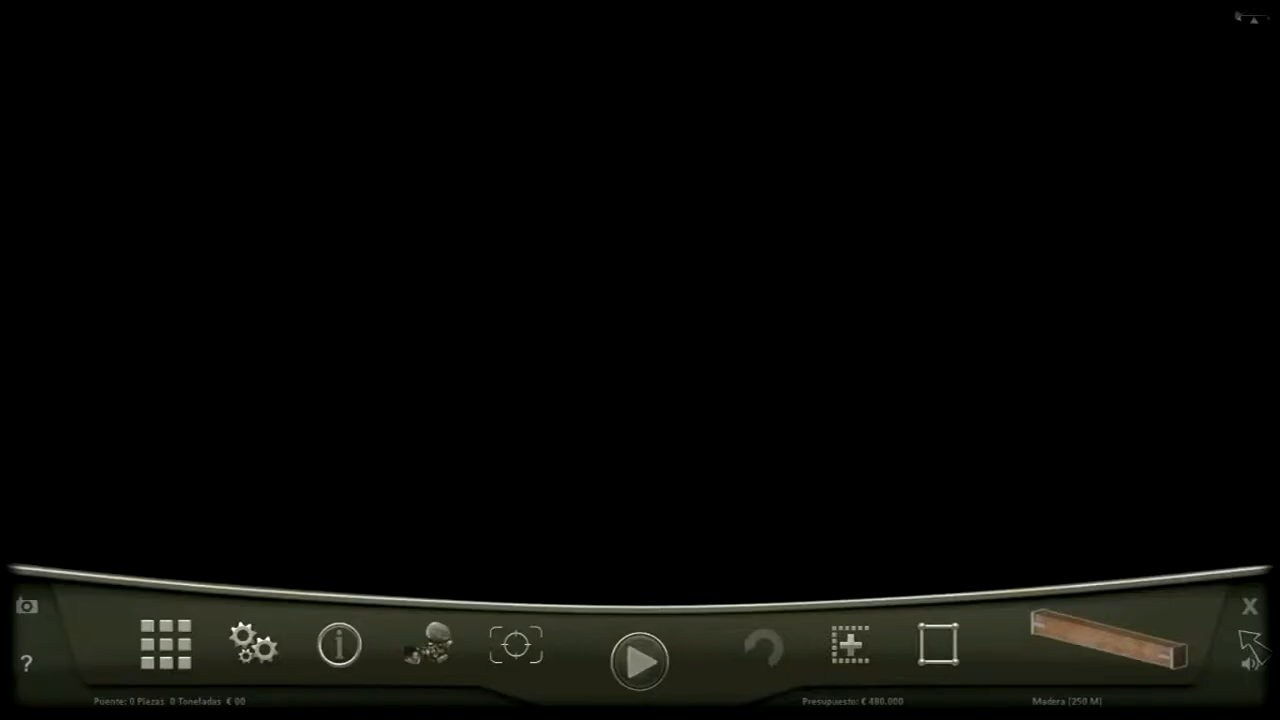 X
?
Puente: 0 Piezas 0 Toneladas € 00
Presupuesto: € 480.000
Madera (250 M)